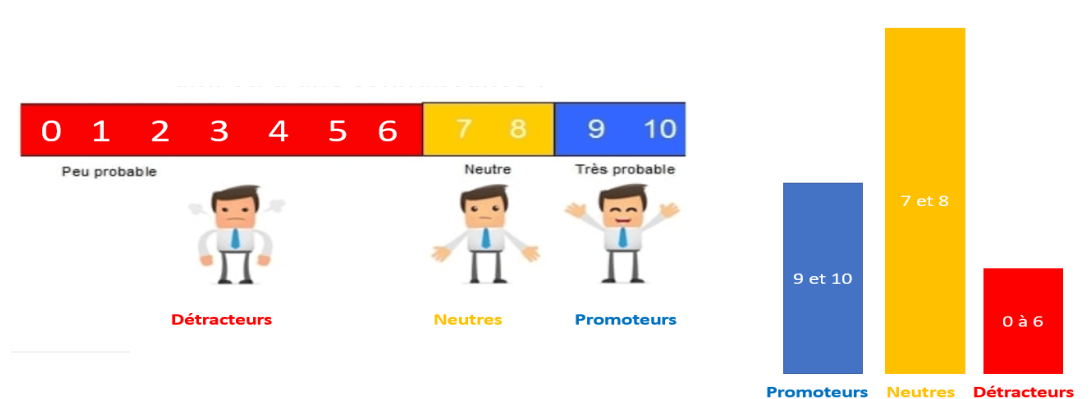 0 1 2 3 4 5 6 7 8 9 10
Peu probable Neutre Très probable
Détracteurs Neutres Promoteurs
7 et 8
9 et 10
0 à 6
Promoteurs Neutres Détracteurs